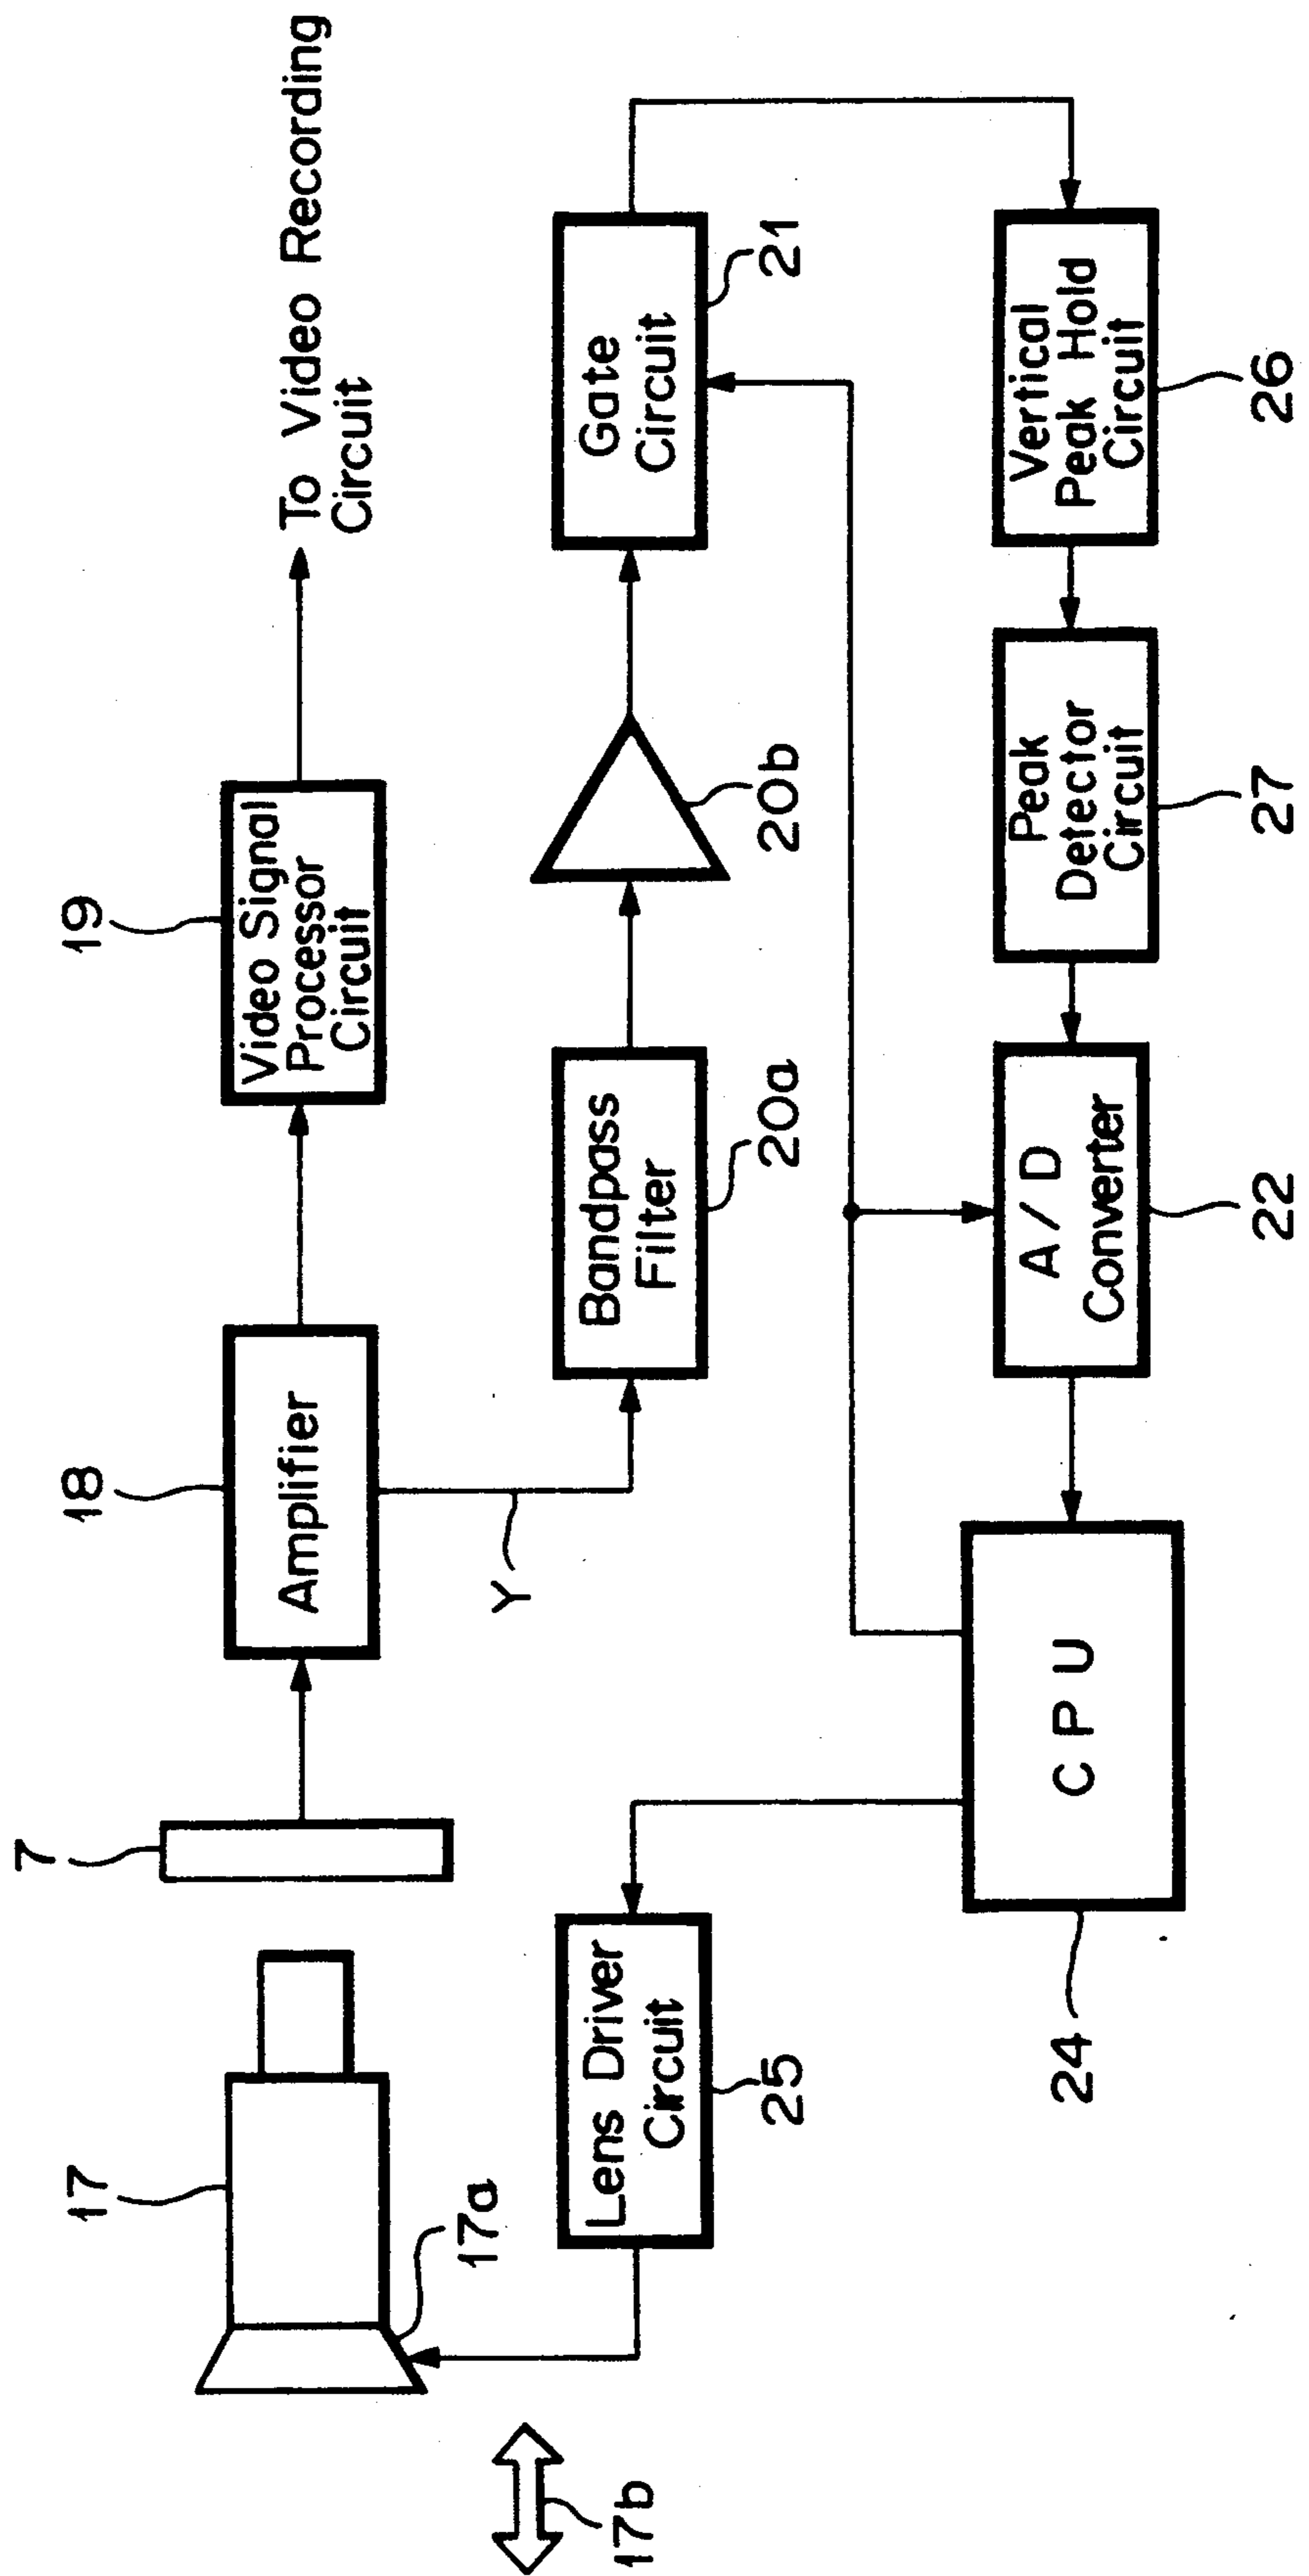 17
7
18
19
Amplifier
Video Signal
Processor
Circuit
To Video Recording
Circuit
17a
17b
Y
Lens Driver
Circuit
25
Bandpass
Filter
20a
20b
Gate
Circuit
21
24
CPU
A/D
Converter
22
Peak
Detector
Circuit
27
Vertical
Peak Hold
Circuit
26